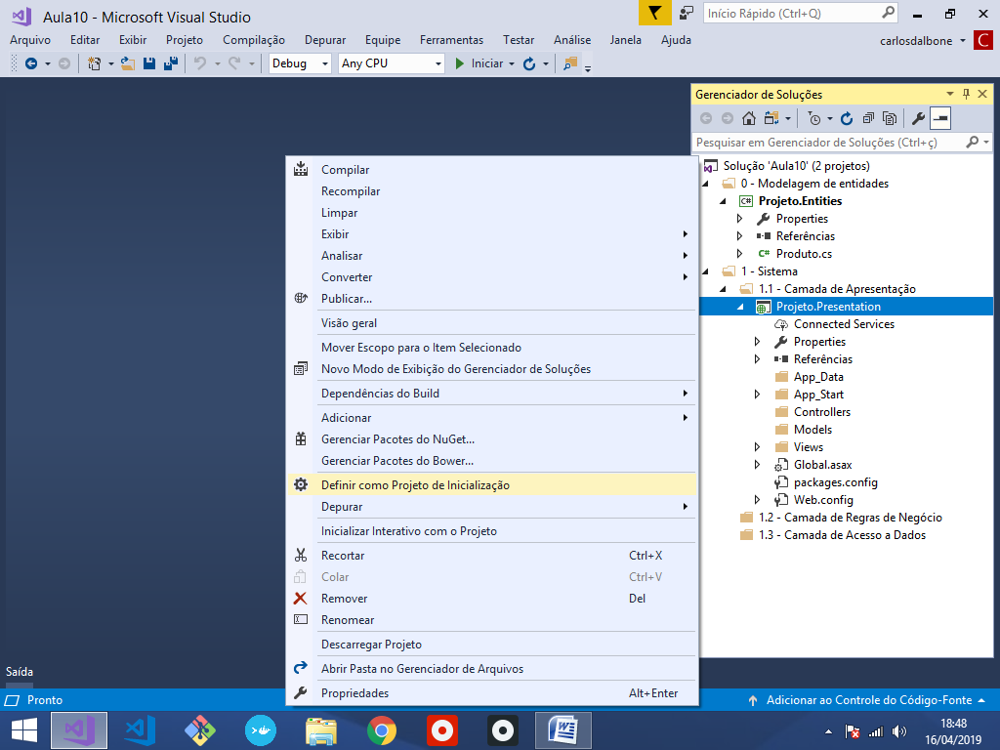 Aula10 - Microsoft Visual Studio
Início Rápido (Ctrl+Q)
Arquivo Editar Exibir Projeto Compilação Depurar Equipe Ferramentas Testar Análise Janela Ajuda
carlosdalbone C
Debug Any CPU Iniciar
Gerenciador de Soluções
Pesquisar em Gerenciador de Soluções (Ctrl+ç)
Solução 'Aula10' (2 projetos)
0 - Modelagem de entidades
C# Projeto.Entities
Properties
Referências
C# Produto.cs
1 - Sistema
1.1 - Camada de Apresentação
Projeto.Presentation
Connected Services
Properties
Referências
App_Data
App_Start
Controllers
Models
Views
Global.asax
packages.config
Web.config
1.2 - Camada de Regras de Negócio
1.3 - Camada de Acesso a Dados
Compilar
Recompilar
Limpar
Exibir
Analisar
Converter
Publicar...
Visão geral
Mover Escopo para o Item Selecionado
Novo Modo de Exibição do Gerenciador de Soluções
Dependências do Build
Adicionar
Gerenciar Pacotes do NuGet...
Gerenciar Pacotes do Bower...
Definir como Projeto de Inicialização
Depurar
Inicializar Interativo com o Projeto
Recortar Ctrl+X
Colar Ctrl+V
Remover Del
Renomear
Descarregar Projeto
Abrir Pasta no Gerenciador de Arquivos
Propriedades Alt+Enter
Saída
Pronto
Adicionar ao Controle do Código-Fonte
18:48
16/04/2019